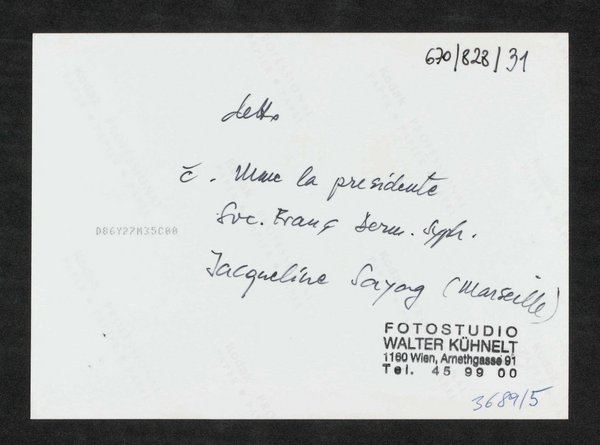 670/828/31
detto
č. Mme la presidente
Soc. Franç Derm. Syph.
D86Y27M35C00
Jacqueline Sayag (Marseille)
FOTOSTUDIO
WALTER KÜHNELT
1160 Wien, Arnethgasse 91
Tel. 45 99 00
3689/5